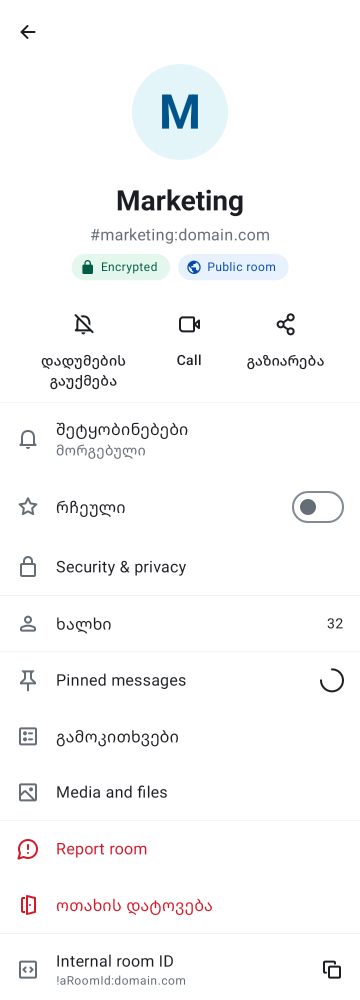 M
Marketing
#marketing:domain.com
Encrypted
Public room
დადუმების
გაუქმება
Call
გაზიარება
შეტყობინებები
მორგებული
რჩეული
Security & privacy
ხალხი
32
Pinned messages
გამოკითხვები
Media and files
Report room
ოთახის დატოვება
Internal room ID
!aRoomId:domain.com